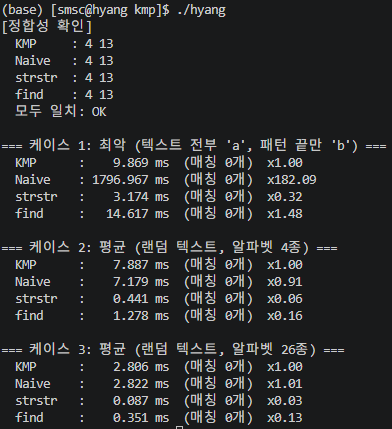 (base) [smsc@hyang kmp]$ ./hyang
[정합성 확인]
  KMP     : 4 13
  Naive   : 4 13
  strstr  : 4 13
  find    : 4 13
  모두 일치: OK

=== 케이스 1: 최악 (텍스트 전부 'a', 패턴 끝만 'b') ===
  KMP     :    9.869 ms  (매칭 0개)  x1.00
  Naive   : 1796.967 ms  (매칭 0개)  x182.09
  strstr  :    3.174 ms  (매칭 0개)  x0.32
  find    :   14.617 ms  (매칭 0개)  x1.48

=== 케이스 2: 평균 (랜덤 텍스트, 알파벳 4종) ===
  KMP     :    7.887 ms  (매칭 0개)  x1.00
  Naive   :    7.179 ms  (매칭 0개)  x0.91
  strstr  :    0.441 ms  (매칭 0개)  x0.06
  find    :    1.278 ms  (매칭 0개)  x0.16

=== 케이스 3: 평균 (랜덤 텍스트, 알파벳 26종) ===
  KMP     :    2.806 ms  (매칭 0개)  x1.00
  Naive   :    2.822 ms  (매칭 0개)  x1.01
  strstr  :    0.087 ms  (매칭 0개)  x0.03
  find    :    0.351 ms  (매칭 0개)  x0.13